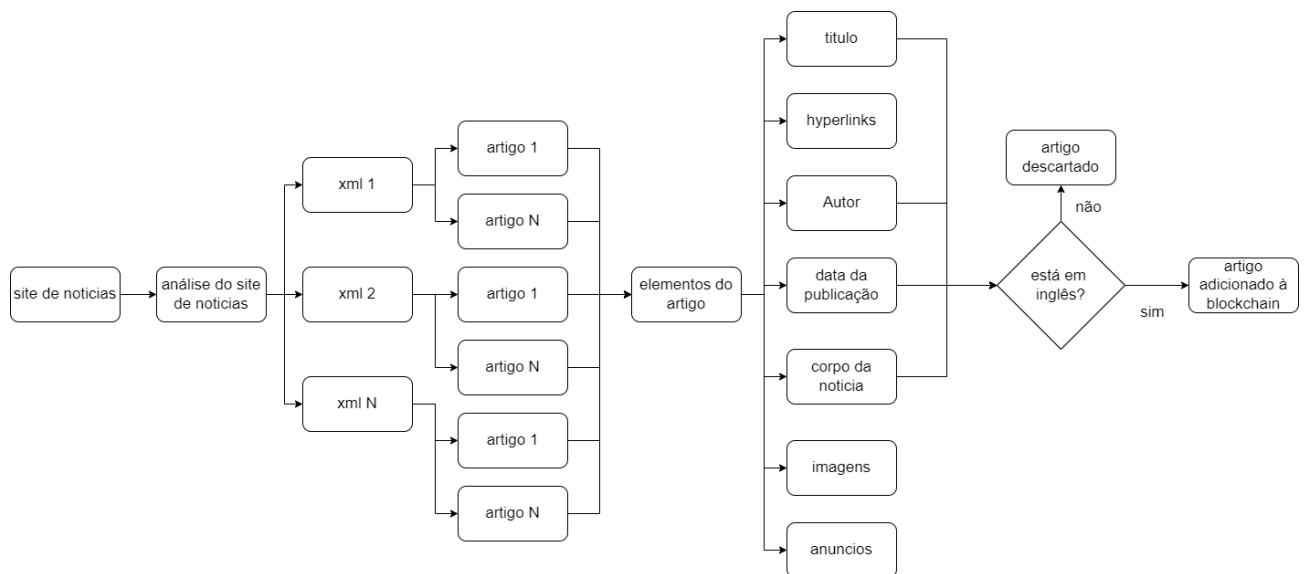 site de noticias
análise do site
de noticias
xml 1
xml 2
xml N
artigo 1
artigo N
artigo 1
artigo N
artigo 1
artigo N
elementos do
artigo
titulo
hyperlinks
Autor
data da
publicação
corpo da
noticia
imagens
anuncios
está em
inglês?
não
artigo
descartado
sim
artigo
adicionado à
blockchain